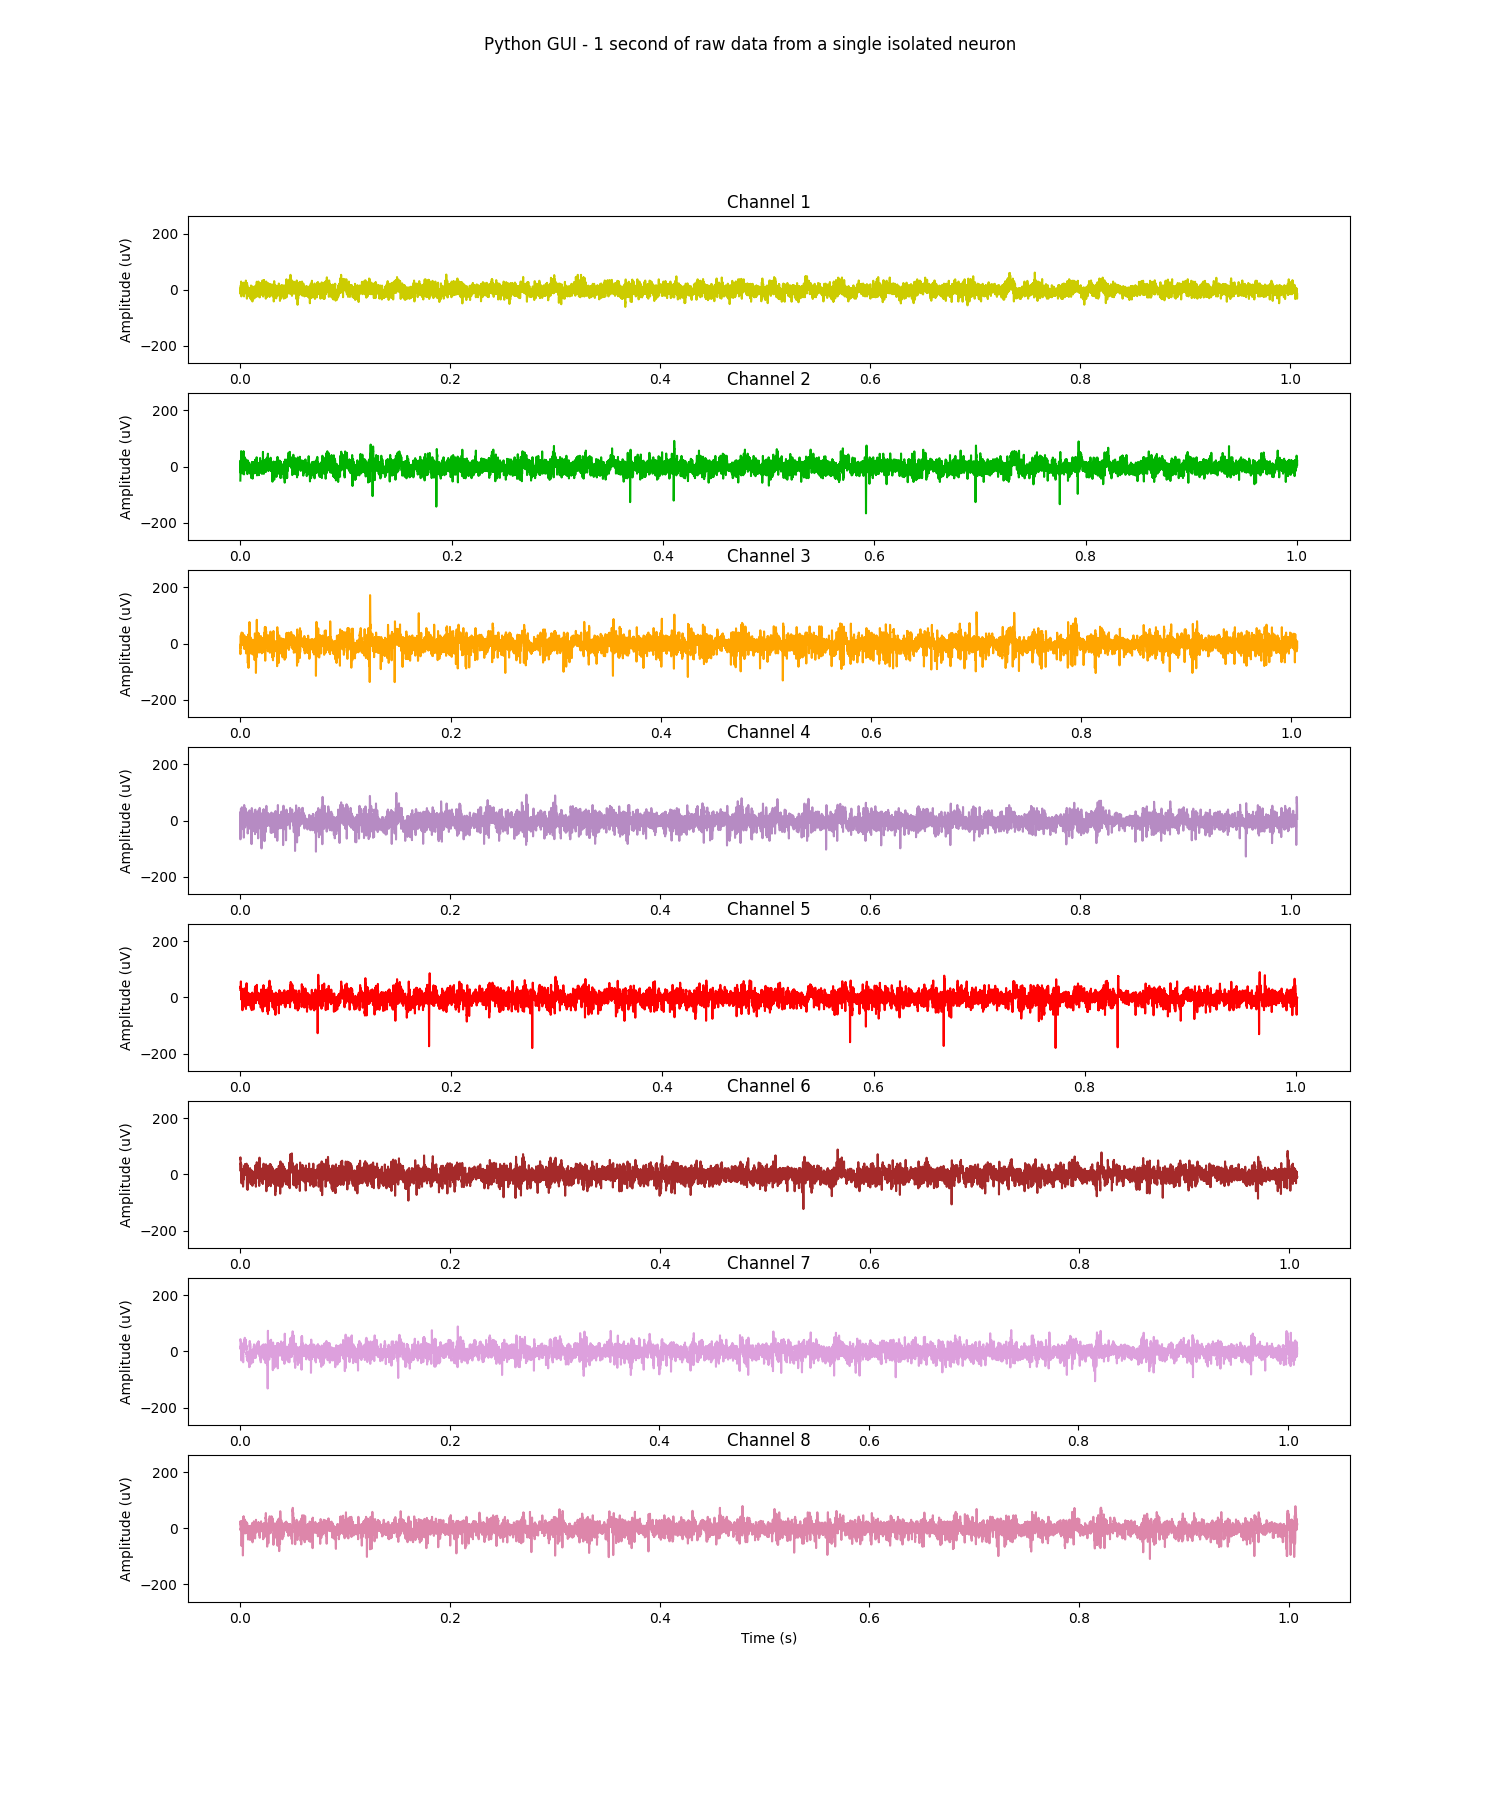 Python GUI - 1 second of raw data from a single isolated neuron
Channel 1
200
0
−200
Amplitude (uV)
0.0 0.2 0.4 0.6 0.8 1.0
Channel 2
200
0
−200
Amplitude (uV)
0.0 0.2 0.4 0.6 0.8 1.0
Channel 3
200
0
−200
Amplitude (uV)
0.0 0.2 0.4 0.6 0.8 1.0
Channel 4
200
0
−200
Amplitude (uV)
0.0 0.2 0.4 0.6 0.8 1.0
Channel 5
200
0
−200
Amplitude (uV)
0.0 0.2 0.4 0.6 0.8 1.0
Channel 6
200
0
−200
Amplitude (uV)
0.0 0.2 0.4 0.6 0.8 1.0
Channel 7
200
0
−200
Amplitude (uV)
0.0 0.2 0.4 0.6 0.8 1.0
Channel 8
200
0
−200
Amplitude (uV)
0.0 0.2 0.4 0.6 0.8 1.0
Time (s)